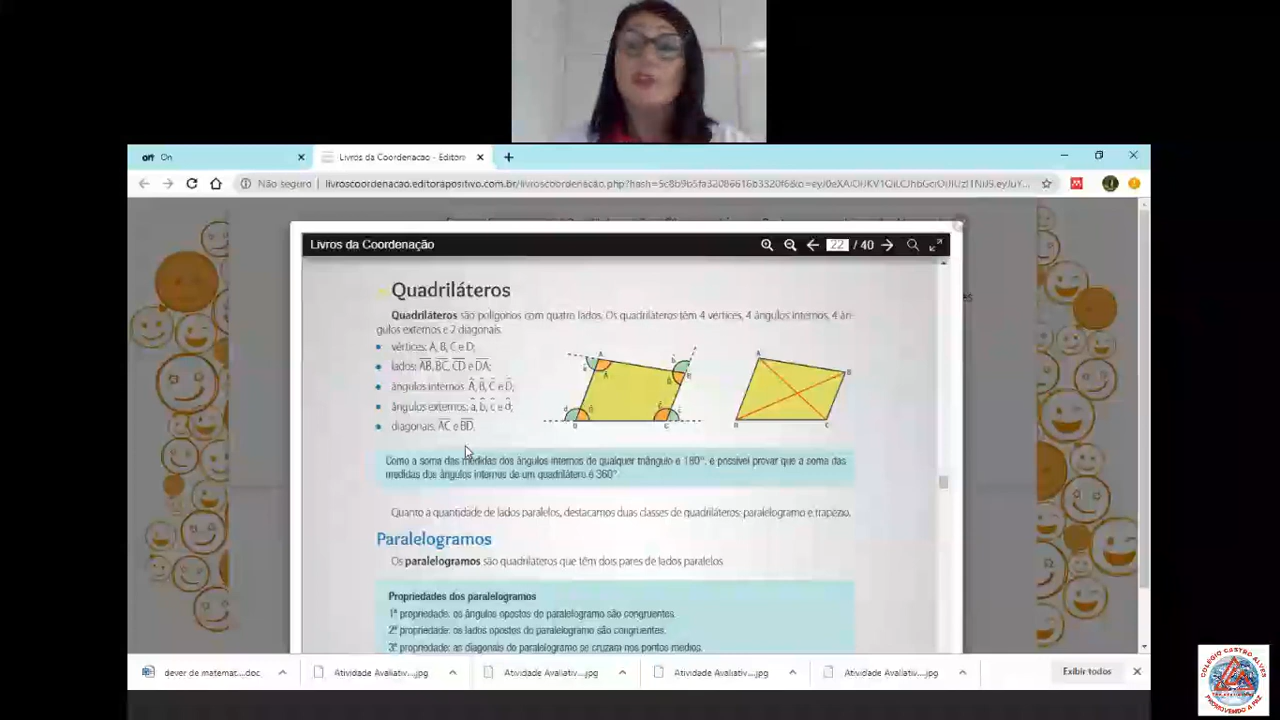 On
Livros da Coordenacao - Editora
Não seguro
Livros da Coordenação
22 / 40
Quadriláteros
Quadriláteros são polígonos com quatro lados. Os quadriláteros têm 4 vértices, 4 ângulos internos, 4 ân-
gulos externos e 2 diagonais.
vértices: A, B, C e D;
lados: AB, BC, CD e DA;
ângulos internos: Â, B̂, Ĉ e D̂;
ângulos externos: â, b̂, ĉ e d̂;
diagonais: AC e BD.
Como a soma das medidas dos ângulos internos de qualquer triângulo é 180°, é possível provar que a soma das
medidas dos ângulos internos de um quadrilátero é 360°.
Quanto à quantidade de lados paralelos, destacamos duas classes de quadriláteros: paralelogramo e trapézio.
Paralelogramos
Os paralelogramos são quadriláteros que têm dois pares de lados paralelos.
Propriedades dos paralelogramos
1ª propriedade: os ângulos opostos do paralelogramo são congruentes.
2ª propriedade: os lados opostos do paralelogramo são congruentes.
3ª propriedade: as diagonais do paralelogramo se cruzam nos pontos médios.
dever de matemat....doc
Atividade Avaliativ....jpg
Atividade Avaliativ....jpg
Atividade Avaliativ....jpg
Atividade Avaliativ....jpg
Exibir todos
COLÉGIO CASTRO ALVES
PROMOVENDO A PAZ